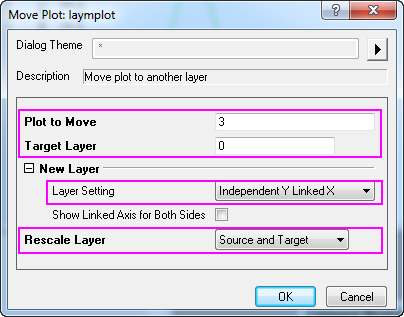 Move Plot: laymplot
Dialog Theme *
Description Move plot to another layer
Plot to Move 3
Target Layer 0
New Layer
Layer Setting Independent Y Linked X
Show Linked Axis for Both Sides
Rescale Layer Source and Target
OK Cancel